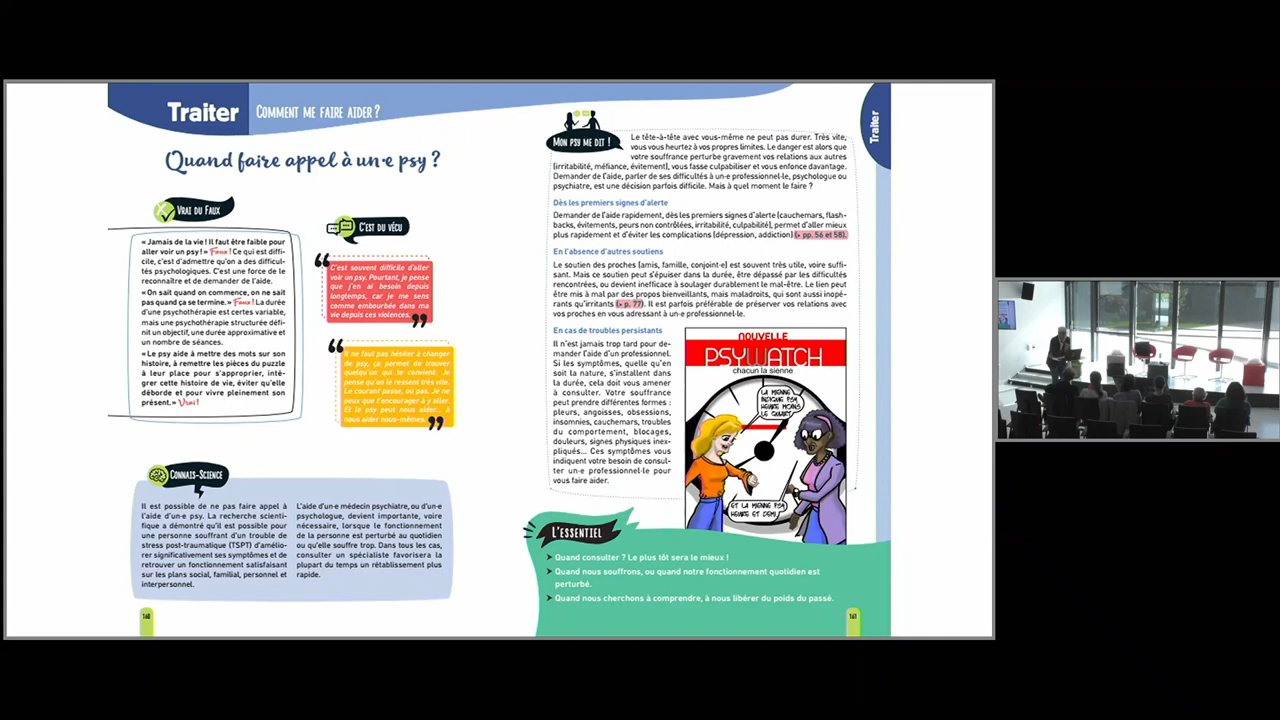 Traiter
COMMENT ME FAIRE AIDER ?
Quand faire appel à un·e psy ?
VRAI DU FAUX
« Jamais de la vie ! Il faut être faible pour
aller voir un psy ! » Faux ! Ce qui est diffi-
cile, c'est d'admettre qu'on a des difficul-
tés psychologiques. C'est une force de le
reconnaître et de demander de l'aide.
« On sait quand on commence, on ne sait
pas quand ça se termine. » Faux ! La durée
d'une psychothérapie est certes variable,
mais une psychothérapie structurée défi-
nit un objectif, une durée approximative et
un nombre de séances.
« Le psy aide à mettre des mots sur son
histoire, à remettre les pièces du puzzle
à leur place pour s'approprier, inté-
grer cette histoire de vie, éviter qu'elle
déborde et pour vivre pleinement son
présent. » Vrai !
C'EST DU VÉCU
C'est souvent difficile d'aller
voir un psy. Pourtant, je pense
que j'en ai besoin depuis
longtemps, car je me sens
comme embourbée dans ma
vie depuis ces violences.
Il ne faut pas hésiter à changer
de psy, ça permet de trouver
quelqu'un qui te convient. Je
pense qu'on le ressent très vite.
Le courant passe, ou pas. Je ne
peux que t'encourager à y aller.
Et le psy peut nous aider... à
nous aider nous-mêmes.
CONNAIS-SCIENCE
Il est possible de ne pas faire appel à
l'aide d'un·e psy. La recherche scienti-
fique a démontré qu'il est possible pour
une personne souffrant d'un trouble de
stress post-traumatique (TSPT) d'amélio-
rer significativement ses symptômes et de
retrouver un fonctionnement satisfaisant
sur les plans social, familial, personnel et
interpersonnel.
L'aide d'un·e médecin psychiatre, ou d'un·e
psychologue, devient importante, voire
nécessaire, lorsque le fonctionnement
de la personne est perturbé au quotidien
ou qu'elle souffre trop. Dans tous les cas,
consulter un spécialiste favorisera la
plupart du temps un rétablissement plus
rapide.
160
MON PSY ME DIT !
Le tête-à-tête avec vous-même ne peut pas durer. Très vite,
vous vous heurtez à vos propres limites. Le danger est alors que
votre souffrance perturbe gravement vos relations aux autres
(irritabilité, méfiance, évitement), vous fasse culpabiliser et vous enfonce davantage.
Demander de l'aide, parler de ses difficultés à un·e professionnel·le, psychologue ou
psychiatre, est une décision parfois difficile. Mais à quel moment le faire ?
Dès les premiers signes d'alerte
Demander de l'aide rapidement, dès les premiers signes d'alerte (cauchemars, flash-
backs, évitements, peurs non contrôlées, irritabilité, culpabilité), permet d'aller mieux
plus rapidement et d'éviter les complications (dépression, addiction) (▸ pp. 56 et 58).
En l'absence d'autres soutiens
Le soutien des proches (amis, famille, conjoint·e) est souvent très utile, voire suffi-
sant. Mais ce soutien peut s'épuiser dans la durée, être dépassé par les difficultés
rencontrées, ou devient inefficace à soulager durablement le mal-être. Le lien peut
être mis à mal par des propos bienveillants, mais maladroits, qui sont aussi inopé-
rants qu'irritants (▸ p. 77). Il est parfois préférable de préserver vos relations avec
vos proches en vous adressant à un·e professionnel·le.
En cas de troubles persistants
Il n'est jamais trop tard pour de-
mander l'aide d'un professionnel.
Si les symptômes, quelle qu'en
soit la nature, s'installent dans
la durée, cela doit vous amener
à consulter. Votre souffrance
peut prendre différentes formes :
pleurs, angoisses, obsessions,
insomnies, cauchemars, troubles
du comportement, blocages,
douleurs, signes physiques inex-
pliqués... Ces symptômes vous
indiquent votre besoin de consul-
ter un·e professionnel·le pour
vous faire aider.
NOUVELLE
PSYWATCH
chacun la sienne
LA MIENNE
INDIQUE PSY
HEURE MOINS
LE QUART
ET LA MIENNE PSY
HEURE ET DEMI
L'ESSENTIEL
➤ Quand consulter ? Le plus tôt sera le mieux !
➤ Quand nous souffrons, ou quand notre fonctionnement quotidien est
perturbé.
➤ Quand nous cherchons à comprendre, à nous libérer du poids du passé.
161
Traiter